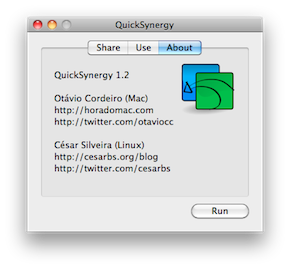 QuickSynergy
Share Use About
QuickSynergy 1.2
Otávio Cordeiro (Mac)
http://horadomac.com
http://twitter.com/otaviocc
César Silveira (Linux)
http://cesarbs.org/blog
http://twitter.com/cesarbs
Run